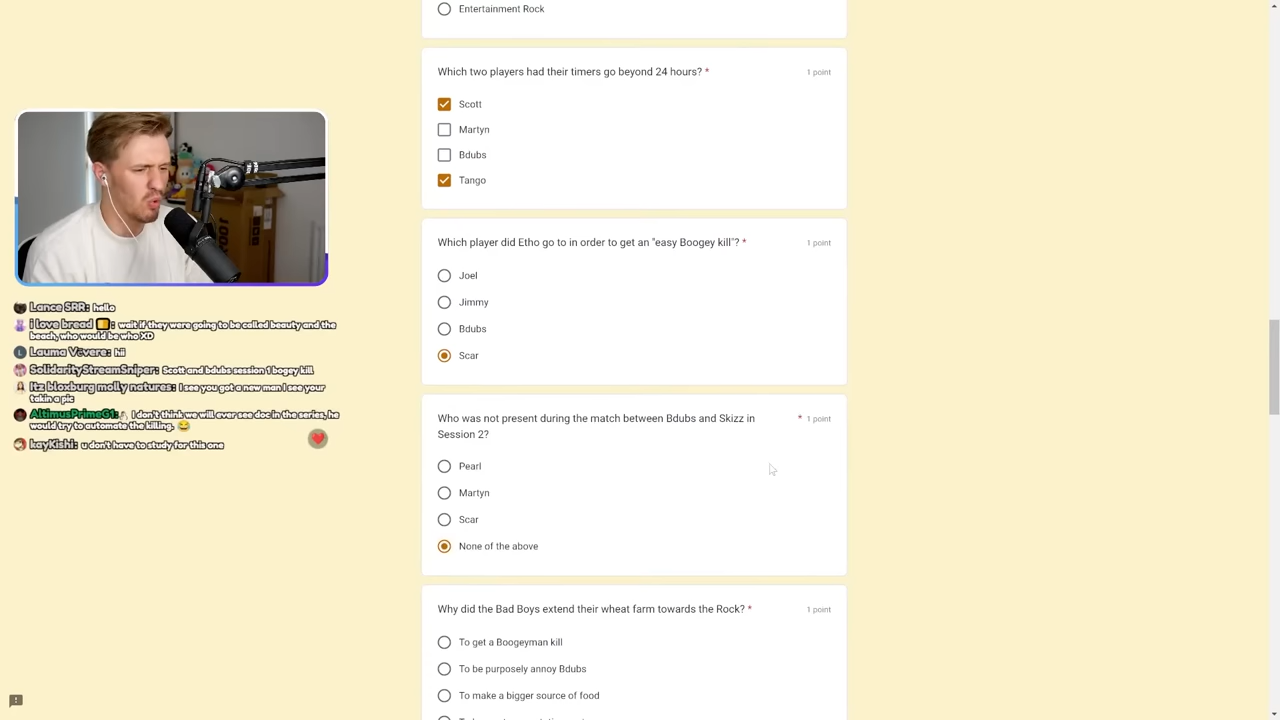 Entertainment Rock
Which two players had their timers go beyond 24 hours? *
1 point
Scott
Martyn
Bdubs
Tango
Which player did Etho go to in order to get an "easy Boogey kill"? *
1 point
Joel
Jimmy
Bdubs
Scar
Who was not present during the match between Bdubs and Skizz in
Session 2?
* 1 point
Pearl
Martyn
Scar
None of the above
Why did the Bad Boys extend their wheat farm towards the Rock? *
1 point
To get a Boogeyman kill
To be purposely annoy Bdubs
To make a bigger source of food
Lance SRR: hello
i love bread: wait if they were going to be called beauty and the
beach, who would be who XD
Lauma Vēvere: hii
SolidarityStreamSniper: Scott and bdubs session 1 bogey kill
Itz bloxburg molly natures: I see you got a new man I see your
takin a pic
AltimusPrimeG1: I don't think we will ever see doc in the series, he
would try to automate the killing. 😂
kayKishi: u don't have to study for this one